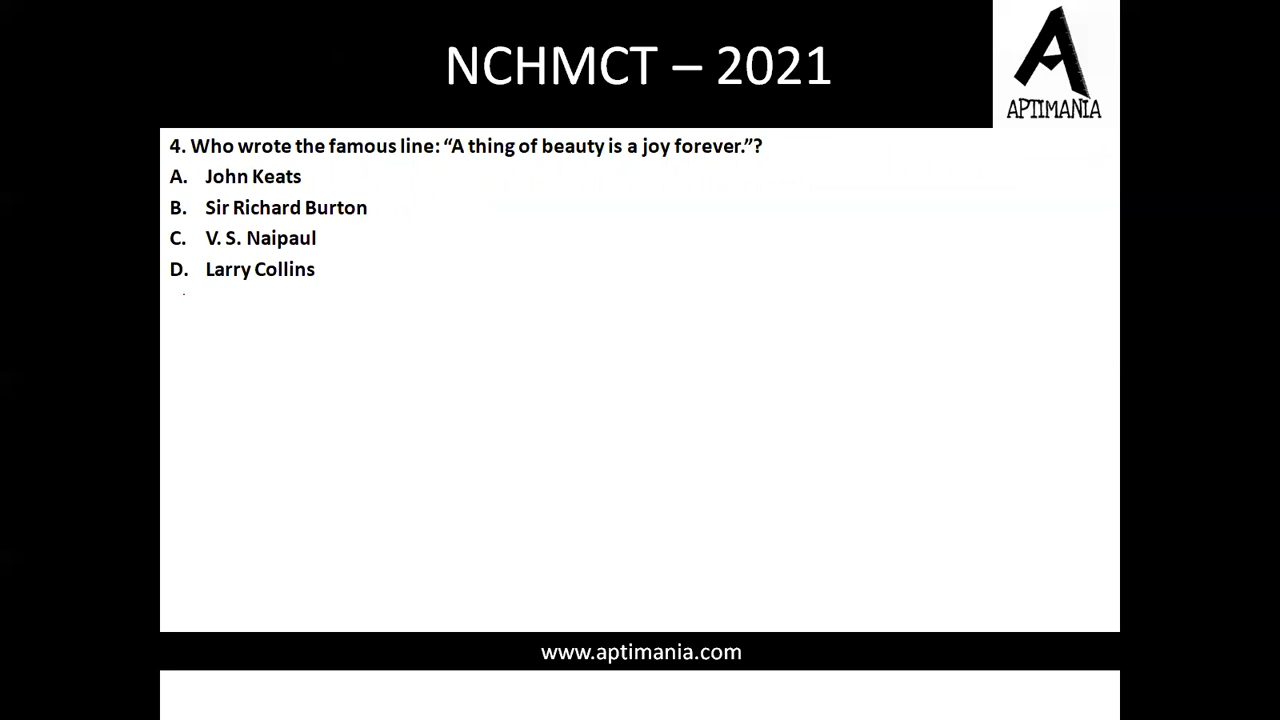 NCHMCT – 2021
APTIMANIA
4. Who wrote the famous line: “A thing of beauty is a joy forever.”?
A. John Keats
B. Sir Richard Burton
C. V. S. Naipaul
D. Larry Collins
www.aptimania.com